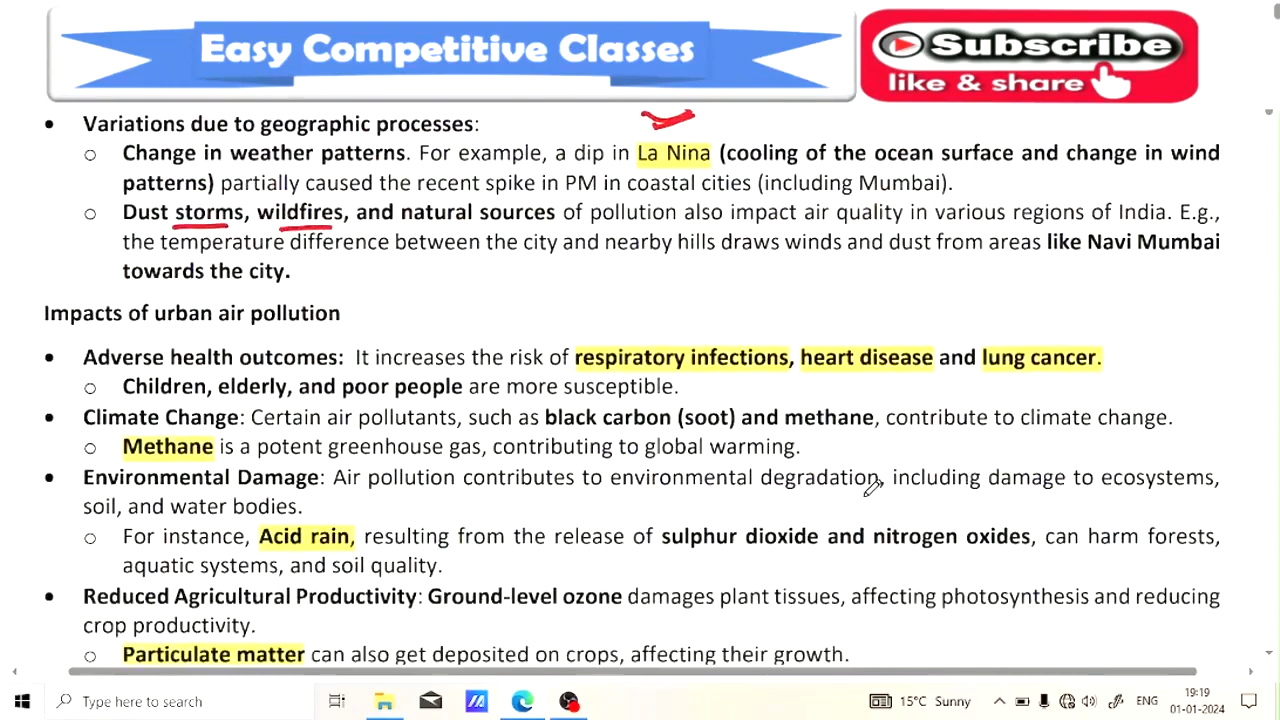 Easy Competitive Classes
Subscribe
like & share
• Variations due to geographic processes:
o Change in weather patterns. For example, a dip in La Nina (cooling of the ocean surface and change in wind
patterns) partially caused the recent spike in PM in coastal cities (including Mumbai).
o Dust storms, wildfires, and natural sources of pollution also impact air quality in various regions of India. E.g.,
the temperature difference between the city and nearby hills draws winds and dust from areas like Navi Mumbai
towards the city.
Impacts of urban air pollution
• Adverse health outcomes: It increases the risk of respiratory infections, heart disease and lung cancer.
o Children, elderly, and poor people are more susceptible.
• Climate Change: Certain air pollutants, such as black carbon (soot) and methane, contribute to climate change.
o Methane is a potent greenhouse gas, contributing to global warming.
• Environmental Damage: Air pollution contributes to environmental degradation, including damage to ecosystems,
soil, and water bodies.
o For instance, Acid rain, resulting from the release of sulphur dioxide and nitrogen oxides, can harm forests,
aquatic systems, and soil quality.
• Reduced Agricultural Productivity: Ground-level ozone damages plant tissues, affecting photosynthesis and reducing
crop productivity.
o Particulate matter can also get deposited on crops, affecting their growth.
Type here to search
15°C Sunny
ENG
19:19
01-01-2024